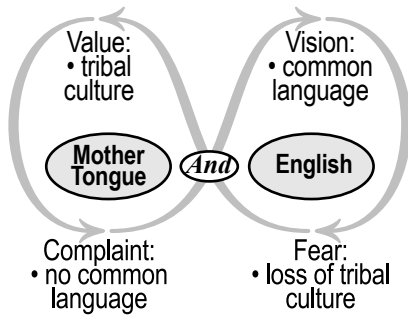 Value:
• tribal
culture
Vision:
• common
language
Mother
Tongue
And
English
Complaint:
• no common
language
Fear:
• loss of tribal
culture